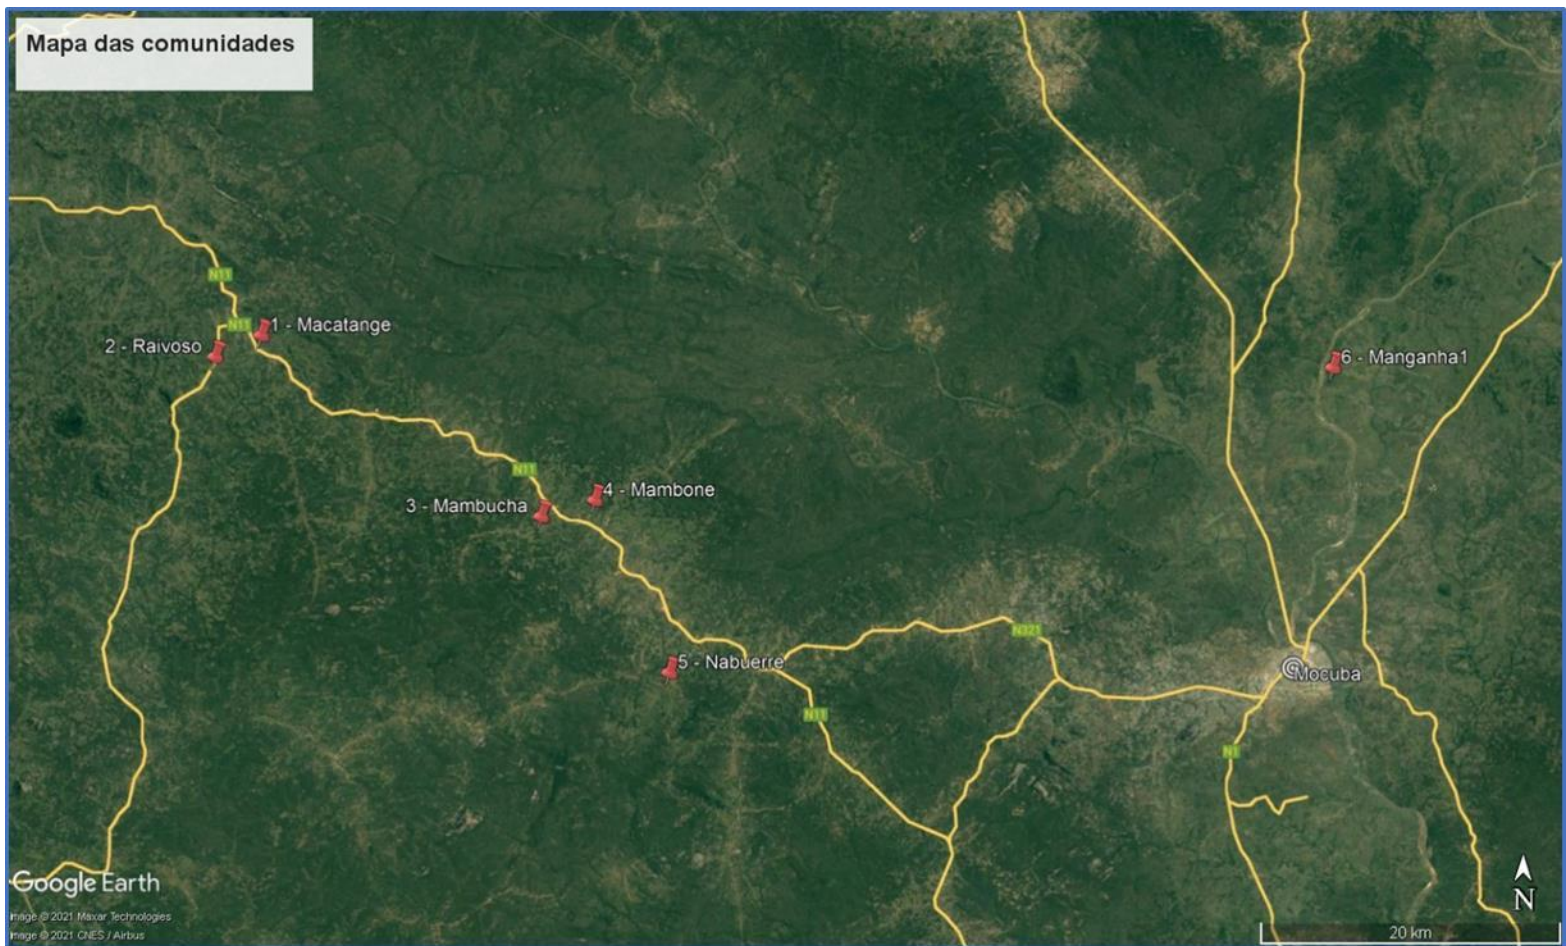 Mapa das comunidades
N11
N11
1 - Macatange
2 - Raivoso
6 - Manganha1
N11
4 - Mambone
3 - Mambucha
N321
5 - Nabuerre
Mocuba
N11
N1
Google Earth
N
Image © 2021 Maxar Technologies
Image © 2021 CNES / Airbus
20 km